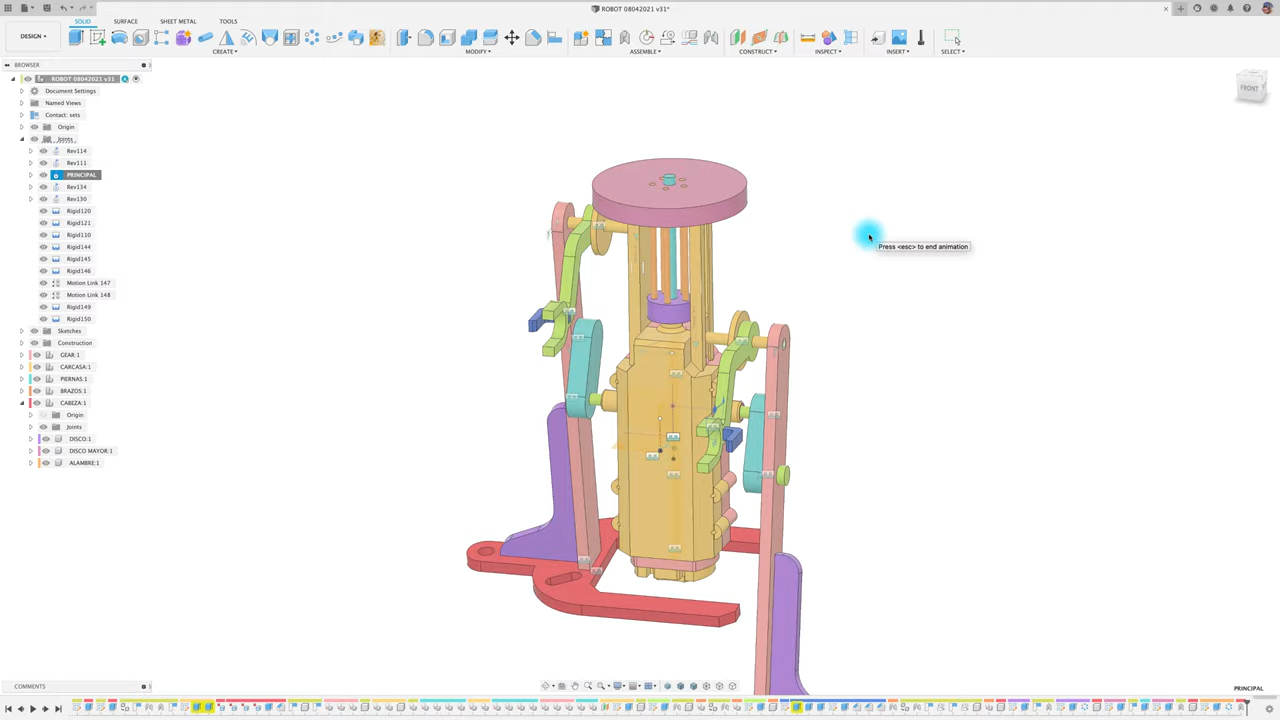 ROBOT 08042021 v31*
SOLID SURFACE SHEET METAL TOOLS
DESIGN ▾
CREATE ▾ MODIFY ▾ ASSEMBLE ▾ CONSTRUCT ▾ INSPECT ▾ INSERT ▾ SELECT ▾
BROWSER
ROBOT 08042021 v31
Document Settings
Named Views
Contact: sets
Origin
Joints
Rev114
Rev111
PRINCIPAL
Rev134
Rev130
Rigid120
Rigid121
Rigid110
Rigid144
Rigid145
Rigid146
Motion Link 147
Motion Link 148
Rigid149
Rigid150
Sketches
Construction
GEAR:1
CARCASA:1
PIERNAS:1
BRAZOS:1
CABEZA:1
Origin
Joints
DISCO:1
DISCO MAYOR:1
ALAMBRE:1
FRONT
Press <esc> to end animation
COMMENTS
PRINCIPAL